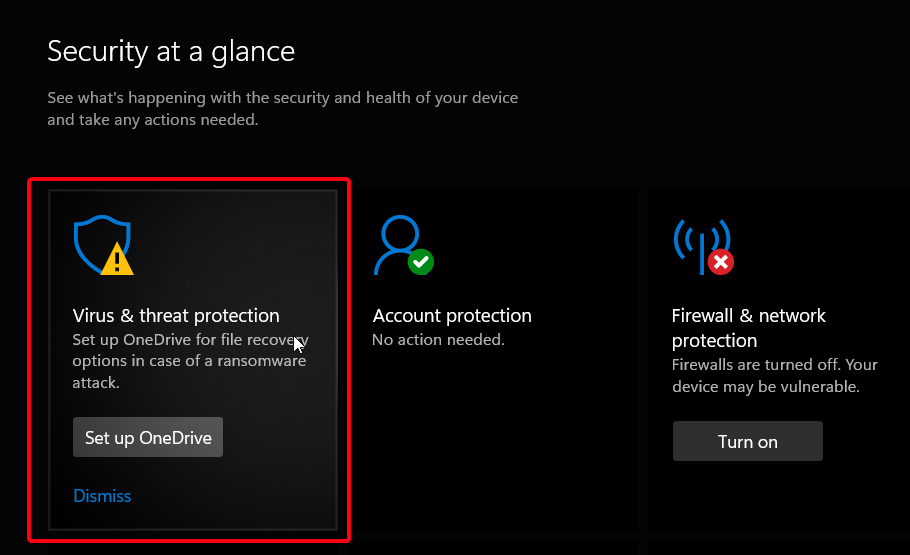 Security at a glance
See what's happening with the security and health of your device
and take any actions needed.
Virus & threat protection
Set up OneDrive for file recovery
options in case of a ransomware
attack.
Set up OneDrive
Dismiss
Account protection
No action needed.
Firewall & network
protection
Firewalls are turned off. Your
device may be vulnerable.
Turn on